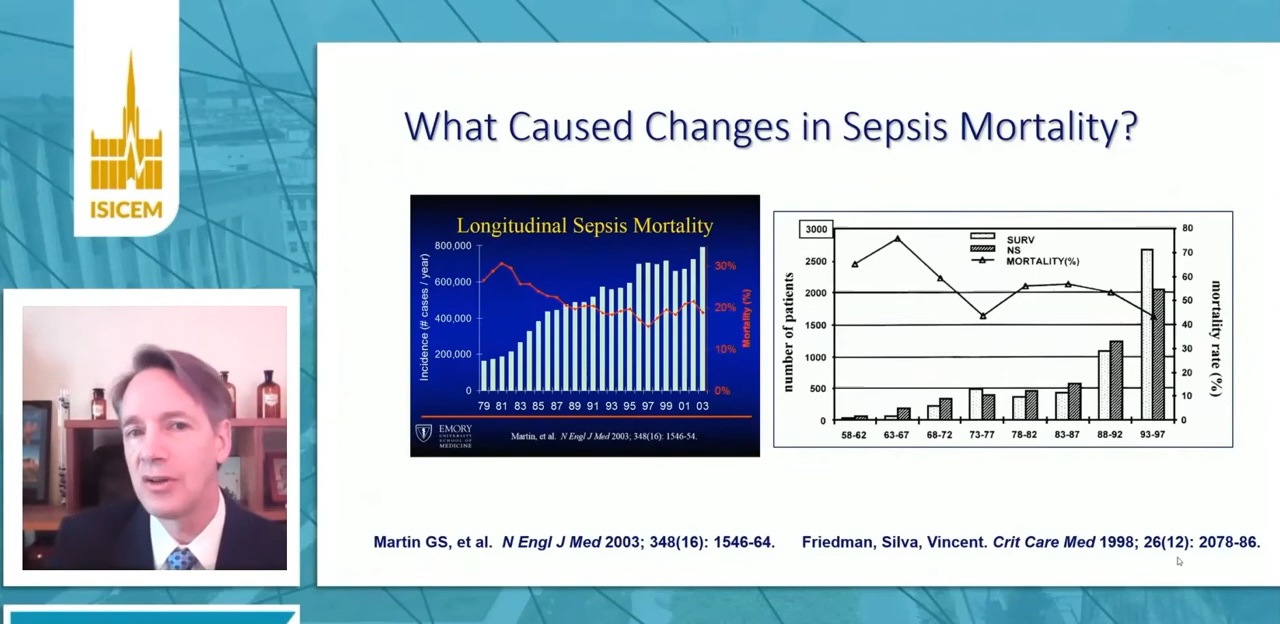 ISICEM
What Caused Changes in Sepsis Mortality?
Longitudinal Sepsis Mortality
Incidence (# cases / year)
800,000
600,000
400,000
200,000
0
30%
20%
10%
0%
Mortality (%)
79 81 83 85 87 89 91 93 95 97 99 01 03
EMORY
UNIVERSITY
SCHOOL OF
MEDICINE
Martin, et al. N Engl J Med 2003; 348(16): 1546-54.
number of patients
3000
2500
2000
1500
1000
500
0
SURV
NS
MORTALITY(%)
80
70
60
50
40
30
20
10
0
mortality rate (%)
58-62 63-67 68-72 73-77 78-82 83-87 88-92 93-97
Martin GS, et al. N Engl J Med 2003; 348(16): 1546-64.
Friedman, Silva, Vincent. Crit Care Med 1998; 26(12): 2078-86.